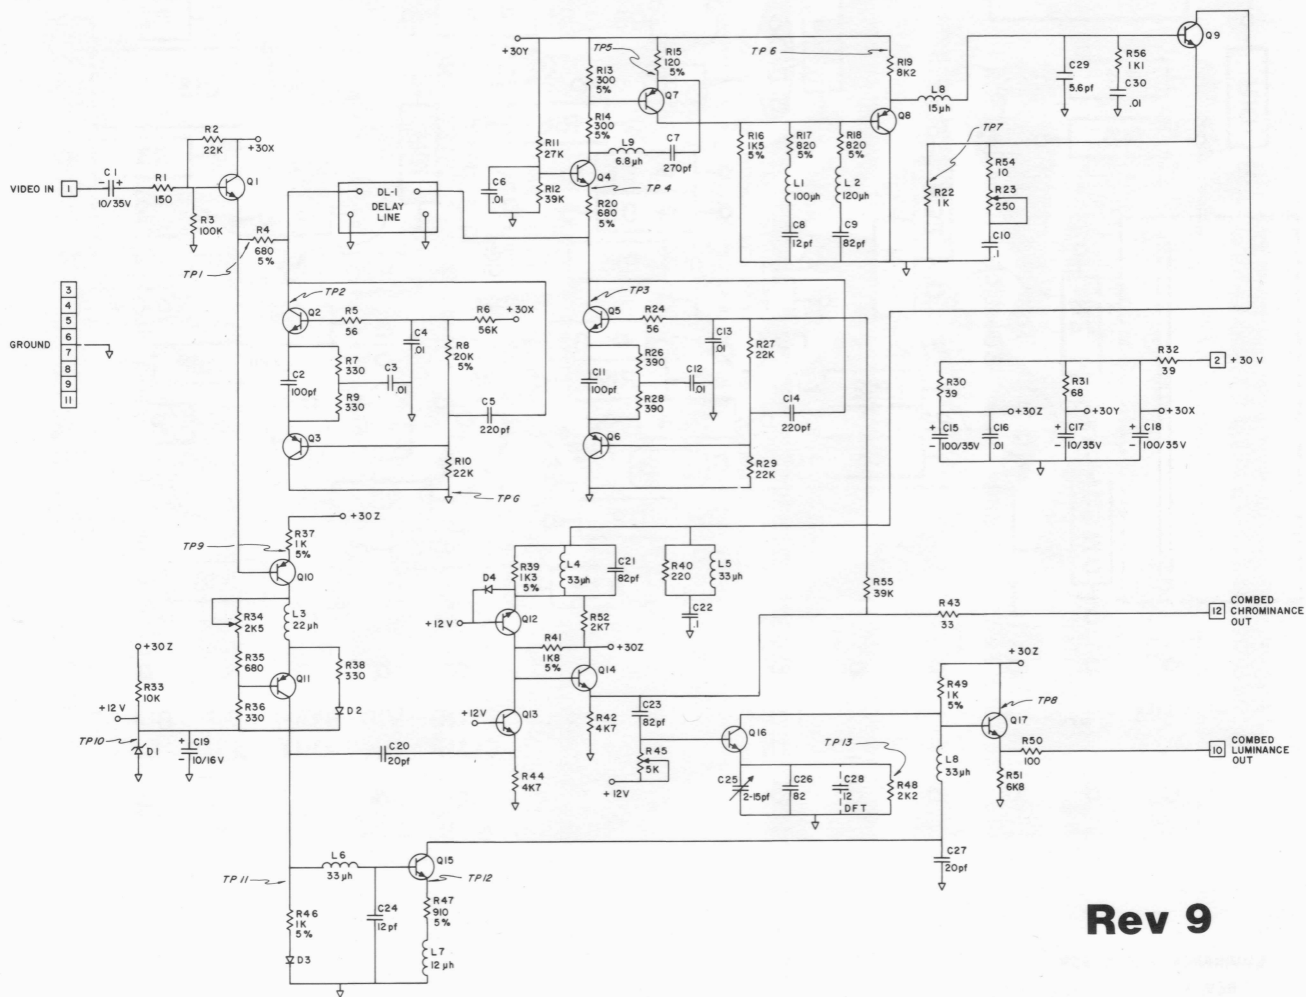 +30Y
TP5
R15
120
5%
TP 6
R19
8K2
Q9
C29
5.6pf
R56
1K1
C30
.01
R13
300
5%
Q7
L8
15µh
Q8
R2
22K
+30X
R14
300
5%
L9
6.8µh
C7
270pf
R16
1K5
5%
R17
820
5%
R18
820
5%
TP7
VIDEO IN
1
C1
- +
10/35V
R1
150
Q1
R11
27K
Q4
TP 4
C6
.01
R12
39K
R20
680
5%
DL-1
DELAY
LINE
L1
100µh
L 2
120µh
R22
1K
R54
10
R23
250
R3
100K
R4
680
5%
TP1
C8
12pf
C9
82pf
C10
.1
3
4
5
6
7
8
9
11
GROUND
TP2
Q2
R5
56
R6
56K
+30X
C4
.01
R8
20K
5%
R7
330
C2
100pf
C3
.01
R9
330
C5
220pf
Q3
R10
22K
TPG
TP3
Q5
R24
56
C13
.01
R27
22K
R26
390
C11
100pf
C12
.01
R28
390
C14
220pf
Q6
R29
22K
R32
39
2
+30 V
R30
39
R31
68
+30Z
+30Y
+30X
+
-
C15
100/35V
C16
.01
+
-
C17
10/35V
+
-
C18
100/35V
+30Z
TP9
R37
1K
5%
Q10
R34
2K5
L3
22µh
+30Z
R35
680
R33
10K
Q11
R38
330
+12V
R36
330
D2
TP10
D1
+
-
C19
10/16V
C20
20pf
D4
R39
1K3
5%
L4
33µh
C21
82pf
R40
220
L5
33µh
C22
.1
R55
39K
R43
33
12
COMBED
CHROMINANCE
OUT
+12V
Q12
R52
2K7
R41
1K8
5%
+30Z
Q14
+12V
Q13
R42
4K7
R44
4K7
C23
82pf
R45
5K
+12V
Q16
TP13
C25
2-15pf
C26
82
C28
12
DFT
R48
2K2
+30Z
R49
1K
5%
TP8
Q17
R50
100
10
COMBED
LUMINANCE
OUT
L8
33µh
R51
6K8
C27
20pf
L6
33µh
Q15
TP11
TP12
R46
1K
5%
C24
12pf
R47
910
5%
D3
L7
12µh
Rev 9